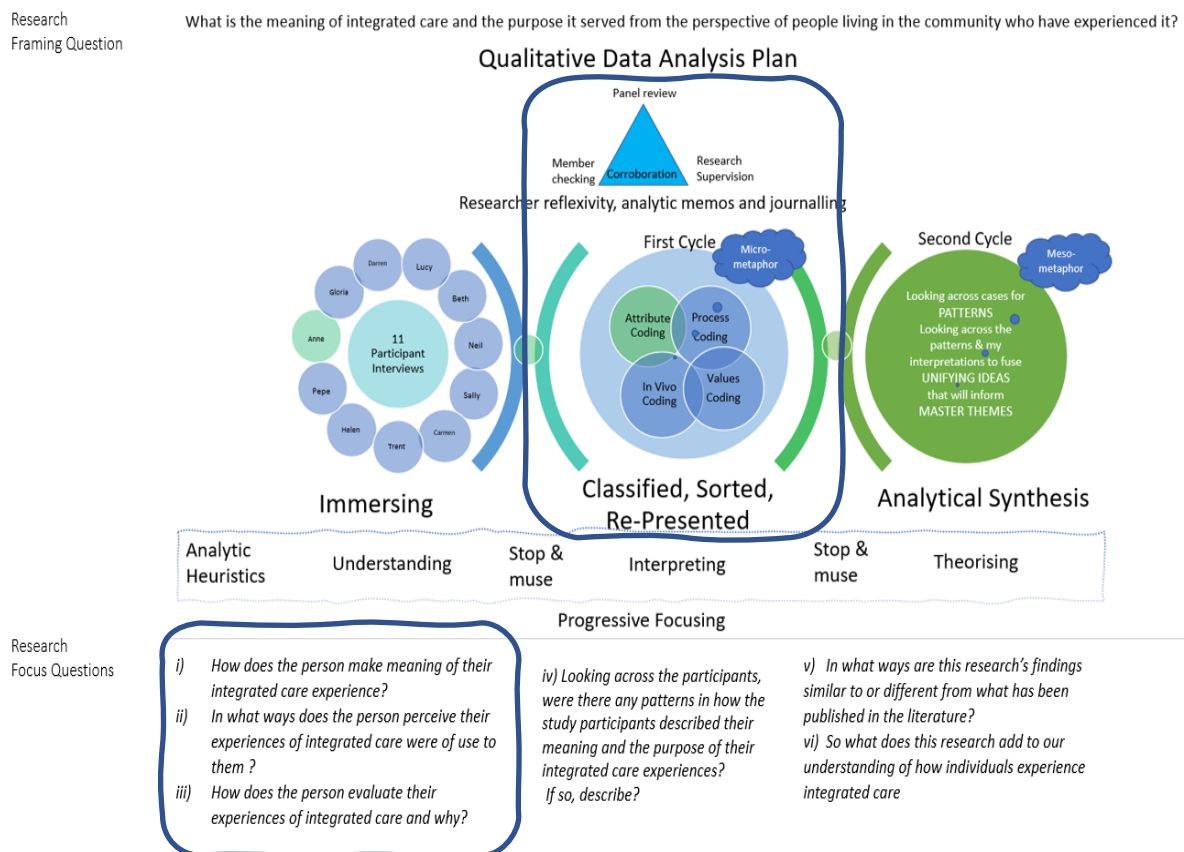 Research
Framing Question
What is the meaning of integrated care and the purpose it served from the perspective of people living in the community who have experienced it?
Qualitative Data Analysis Plan
Panel review
Member
checking
Corroboration
Research
Supervision
Researcher reflexivity, analytic memos and journalling
Darren
Lucy
Gloria
Beth
Anne
Neil
Pepe
Sally
Helen
Carmen
Trent
11
Participant
Interviews
Immersing
First Cycle
Micro-
metaphor
Attribute
Coding
Process
Coding
In Vivo
Coding
Values
Coding
Classified, Sorted,
Re-Presented
Second Cycle
Meso-
metaphor
Looking across cases for
PATTERNS
Looking across the
patterns & my
interpretations to fuse
UNIFYING IDEAS
that will inform
MASTER THEMES
Analytical Synthesis
Analytic
Heuristics
Understanding
Stop &
muse
Interpreting
Stop &
muse
Theorising
Progressive Focusing
Research
Focus Questions
i) How does the person make meaning of their
integrated care experience?
ii) In what ways does the person perceive their
experiences of integrated care were of use to
them ?
iii) How does the person evaluate their
experiences of integrated care and why?
iv) Looking across the participants,
were there any patterns in how the
study participants described their
meaning and the purpose of their
integrated care experiences?
If so, describe?
v) In what ways are this research's findings
similar to or different from what has been
published in the literature?
vi) So what does this research add to our
understanding of how individuals experience
integrated care